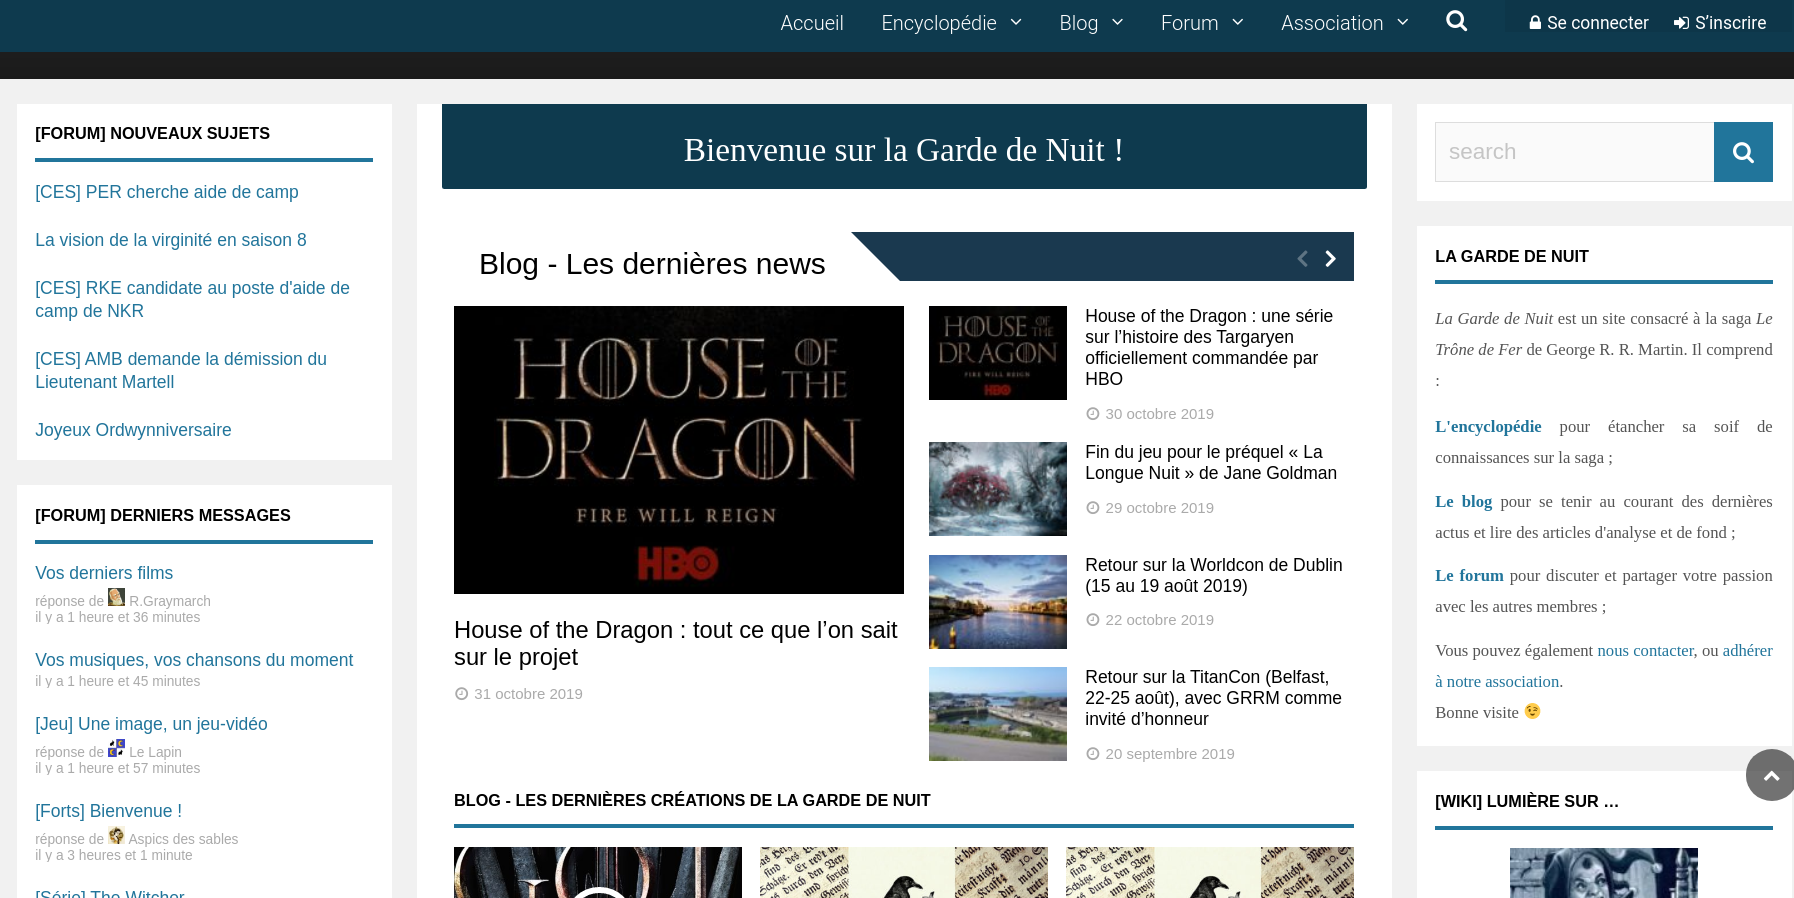 Accueil
Encyclopédie
Blog
Forum
Association
Se connecter
S'inscrire
[FORUM] NOUVEAUX SUJETS
[CES] PER cherche aide de camp
La vision de la virginité en saison 8
[CES] RKE candidate au poste d'aide de
camp de NKR
[CES] AMB demande la démission du
Lieutenant Martell
Joyeux Ordwynniversaire
[FORUM] DERNIERS MESSAGES
Vos derniers films
réponse de R.Graymarch
il y a 1 heure et 36 minutes
Vos musiques, vos chansons du moment
il y a 1 heure et 45 minutes
[Jeu] Une image, un jeu-vidéo
réponse de Le Lapin
il y a 1 heure et 57 minutes
[Forts] Bienvenue !
réponse de Aspics des sables
il y a 3 heures et 1 minute
[Série] The Witcher
Bienvenue sur la Garde de Nuit !
Blog - Les dernières news
HOUSE OF THE
DRAGON
FIRE WILL REIGN
HBO
House of the Dragon : tout ce que l’on sait
sur le projet
31 octobre 2019
HOUSE OF THE
DRAGON
FIRE WILL REIGN
HBO
House of the Dragon : une série
sur l’histoire des Targaryen
officiellement commandée par
HBO
30 octobre 2019
Fin du jeu pour le préquel « La
Longue Nuit » de Jane Goldman
29 octobre 2019
Retour sur la Worldcon de Dublin
(15 au 19 août 2019)
22 octobre 2019
Retour sur la TitanCon (Belfast,
22-25 août), avec GRRM comme
invité d’honneur
20 septembre 2019
BLOG - LES DERNIÈRES CRÉATIONS DE LA GARDE DE NUIT
search
LA GARDE DE NUIT
La Garde de Nuit est un site consacré à la saga Le
Trône de Fer de George R. R. Martin. Il comprend
:
L'encyclopédie pour étancher sa soif de
connaissances sur la saga ;
Le blog pour se tenir au courant des dernières
actus et lire des articles d'analyse et de fond ;
Le forum pour discuter et partager votre passion
avec les autres membres ;
Vous pouvez également nous contacter, ou adhérer
à notre association.
Bonne visite 😉
[WIKI] LUMIÈRE SUR …